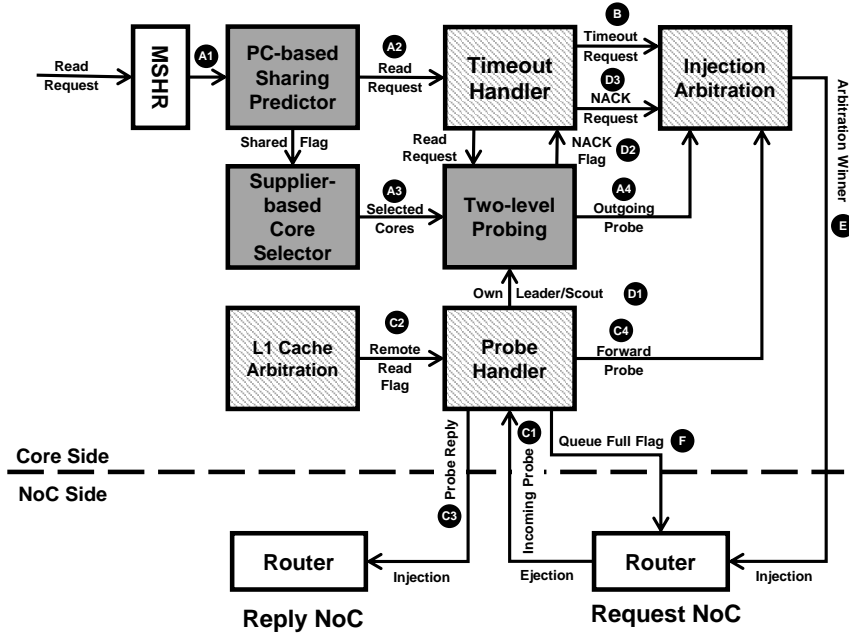 Read
Request
MSHR
A1
PC-based
Sharing
Predictor
A2
Read
Request
Timeout
Handler
B
Timeout
Request
D3
NACK
Request
Injection
Arbitration
Arbitration Winner
E
Shared Flag
Read
Request
NACK
Flag
D2
Supplier-
based
Core
Selector
A3
Selected
Cores
Two-level
Probing
A4
Outgoing
Probe
Own Leader/Scout
D1
L1 Cache
Arbitration
C2
Remote
Read
Flag
Probe
Handler
C4
Forward
Probe
Probe Reply
C3
Incoming Probe
C1
Queue Full Flag
F
Core Side
NoC Side
Router
Injection
Ejection
Router
Injection
Reply NoC
Request NoC